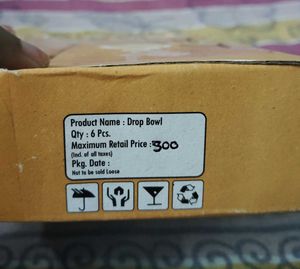 Product Name : Drop Bowl
Qty : 6 Pcs.
Maximum Retail Price : 300
(Incl. of all taxes)
Pkg. Date :
Not to be sold Loose